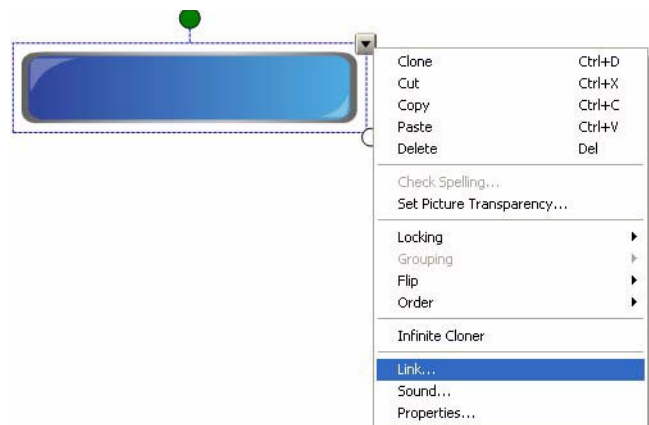 Clone Ctrl+D
Cut Ctrl+X
Copy Ctrl+C
Paste Ctrl+V
Delete Del
Check Spelling...
Set Picture Transparency...
Locking
Grouping
Flip
Order
Infinite Cloner
Link...
Sound...
Properties...